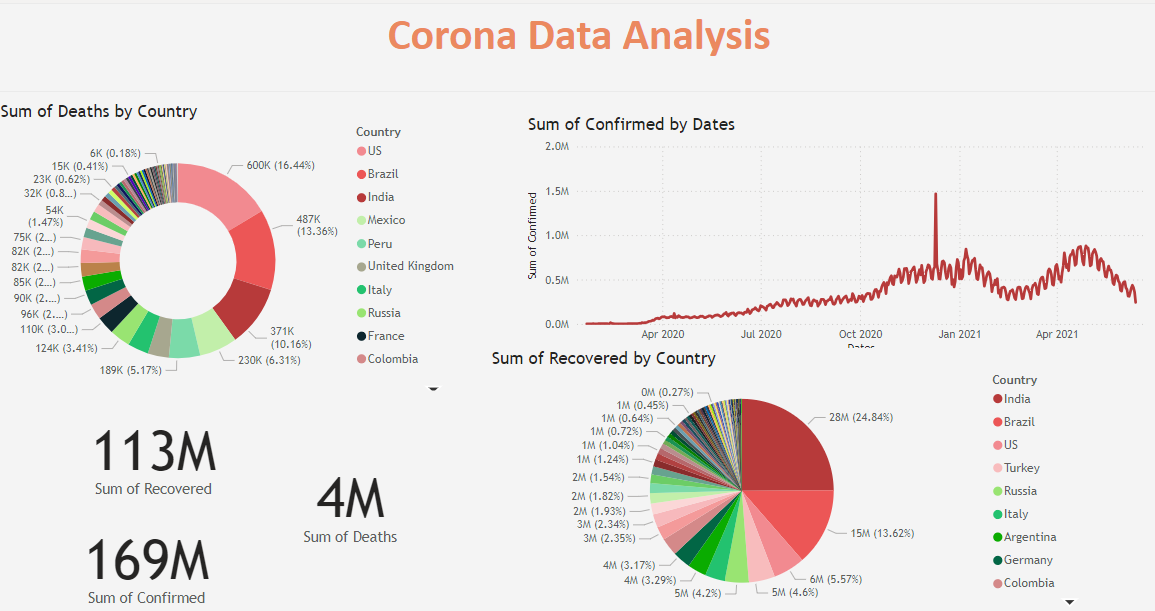 Corona Data Analysis
Sum of Deaths by Country
6K (0.18%)
15K (0.41%)
23K (0.62%)
32K (0.8...)
54K
(1.47%)
75K (2...)
82K (2...)
82K (2...)
85K (2...)
90K (2....)
96K (2....)
110K (3.0...)
124K (3.41%)
189K (5.17%)
230K (6.31%)
371K
(10.16%)
487K
(13.36%)
600K (16.44%)
Country
US
Brazil
India
Mexico
Peru
United Kingdom
Italy
Russia
France
Colombia
Sum of Confirmed by Dates
Sum of Confirmed
2.0M
1.5M
1.0M
0.5M
0.0M
Apr 2020
Jul 2020
Oct 2020
Jan 2021
Apr 2021
Dates
113M
Sum of Recovered
4M
Sum of Deaths
169M
Sum of Confirmed
Sum of Recovered by Country
0M (0.27%)
1M (0.45%)
1M (0.64%)
1M (0.72%)
1M (1.04%)
1M (1.24%)
2M (1.54%)
2M (1.82%)
2M (1.93%)
3M (2.34%)
3M (2.35%)
4M (3.17%)
4M (3.29%)
5M (4.2%)
5M (4.6%)
6M (5.57%)
15M (13.62%)
28M (24.84%)
Country
India
Brazil
US
Turkey
Russia
Italy
Argentina
Germany
Colombia